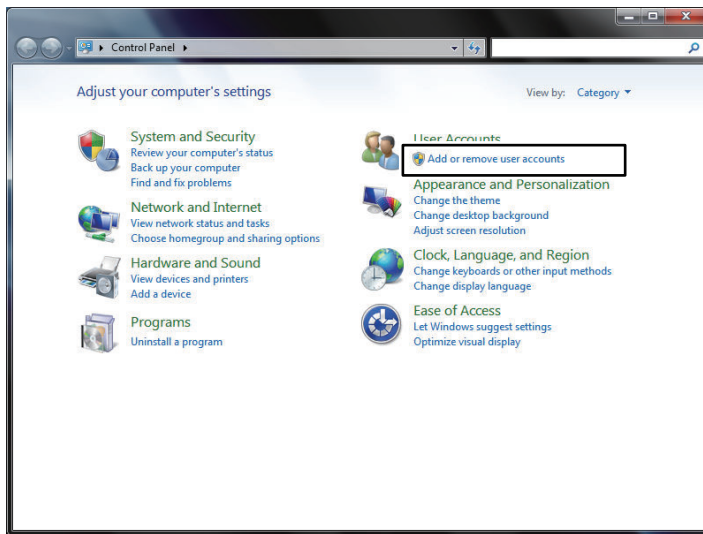 Control Panel
Adjust your computer's settings
View by: Category
System and Security
Review your computer's status
Back up your computer
Find and fix problems
Network and Internet
View network status and tasks
Choose homegroup and sharing options
Hardware and Sound
View devices and printers
Add a device
Programs
Uninstall a program
User Accounts
Add or remove user accounts
Appearance and Personalization
Change the theme
Change desktop background
Adjust screen resolution
Clock, Language, and Region
Change keyboards or other input methods
Change display language
Ease of Access
Let Windows suggest settings
Optimize visual display